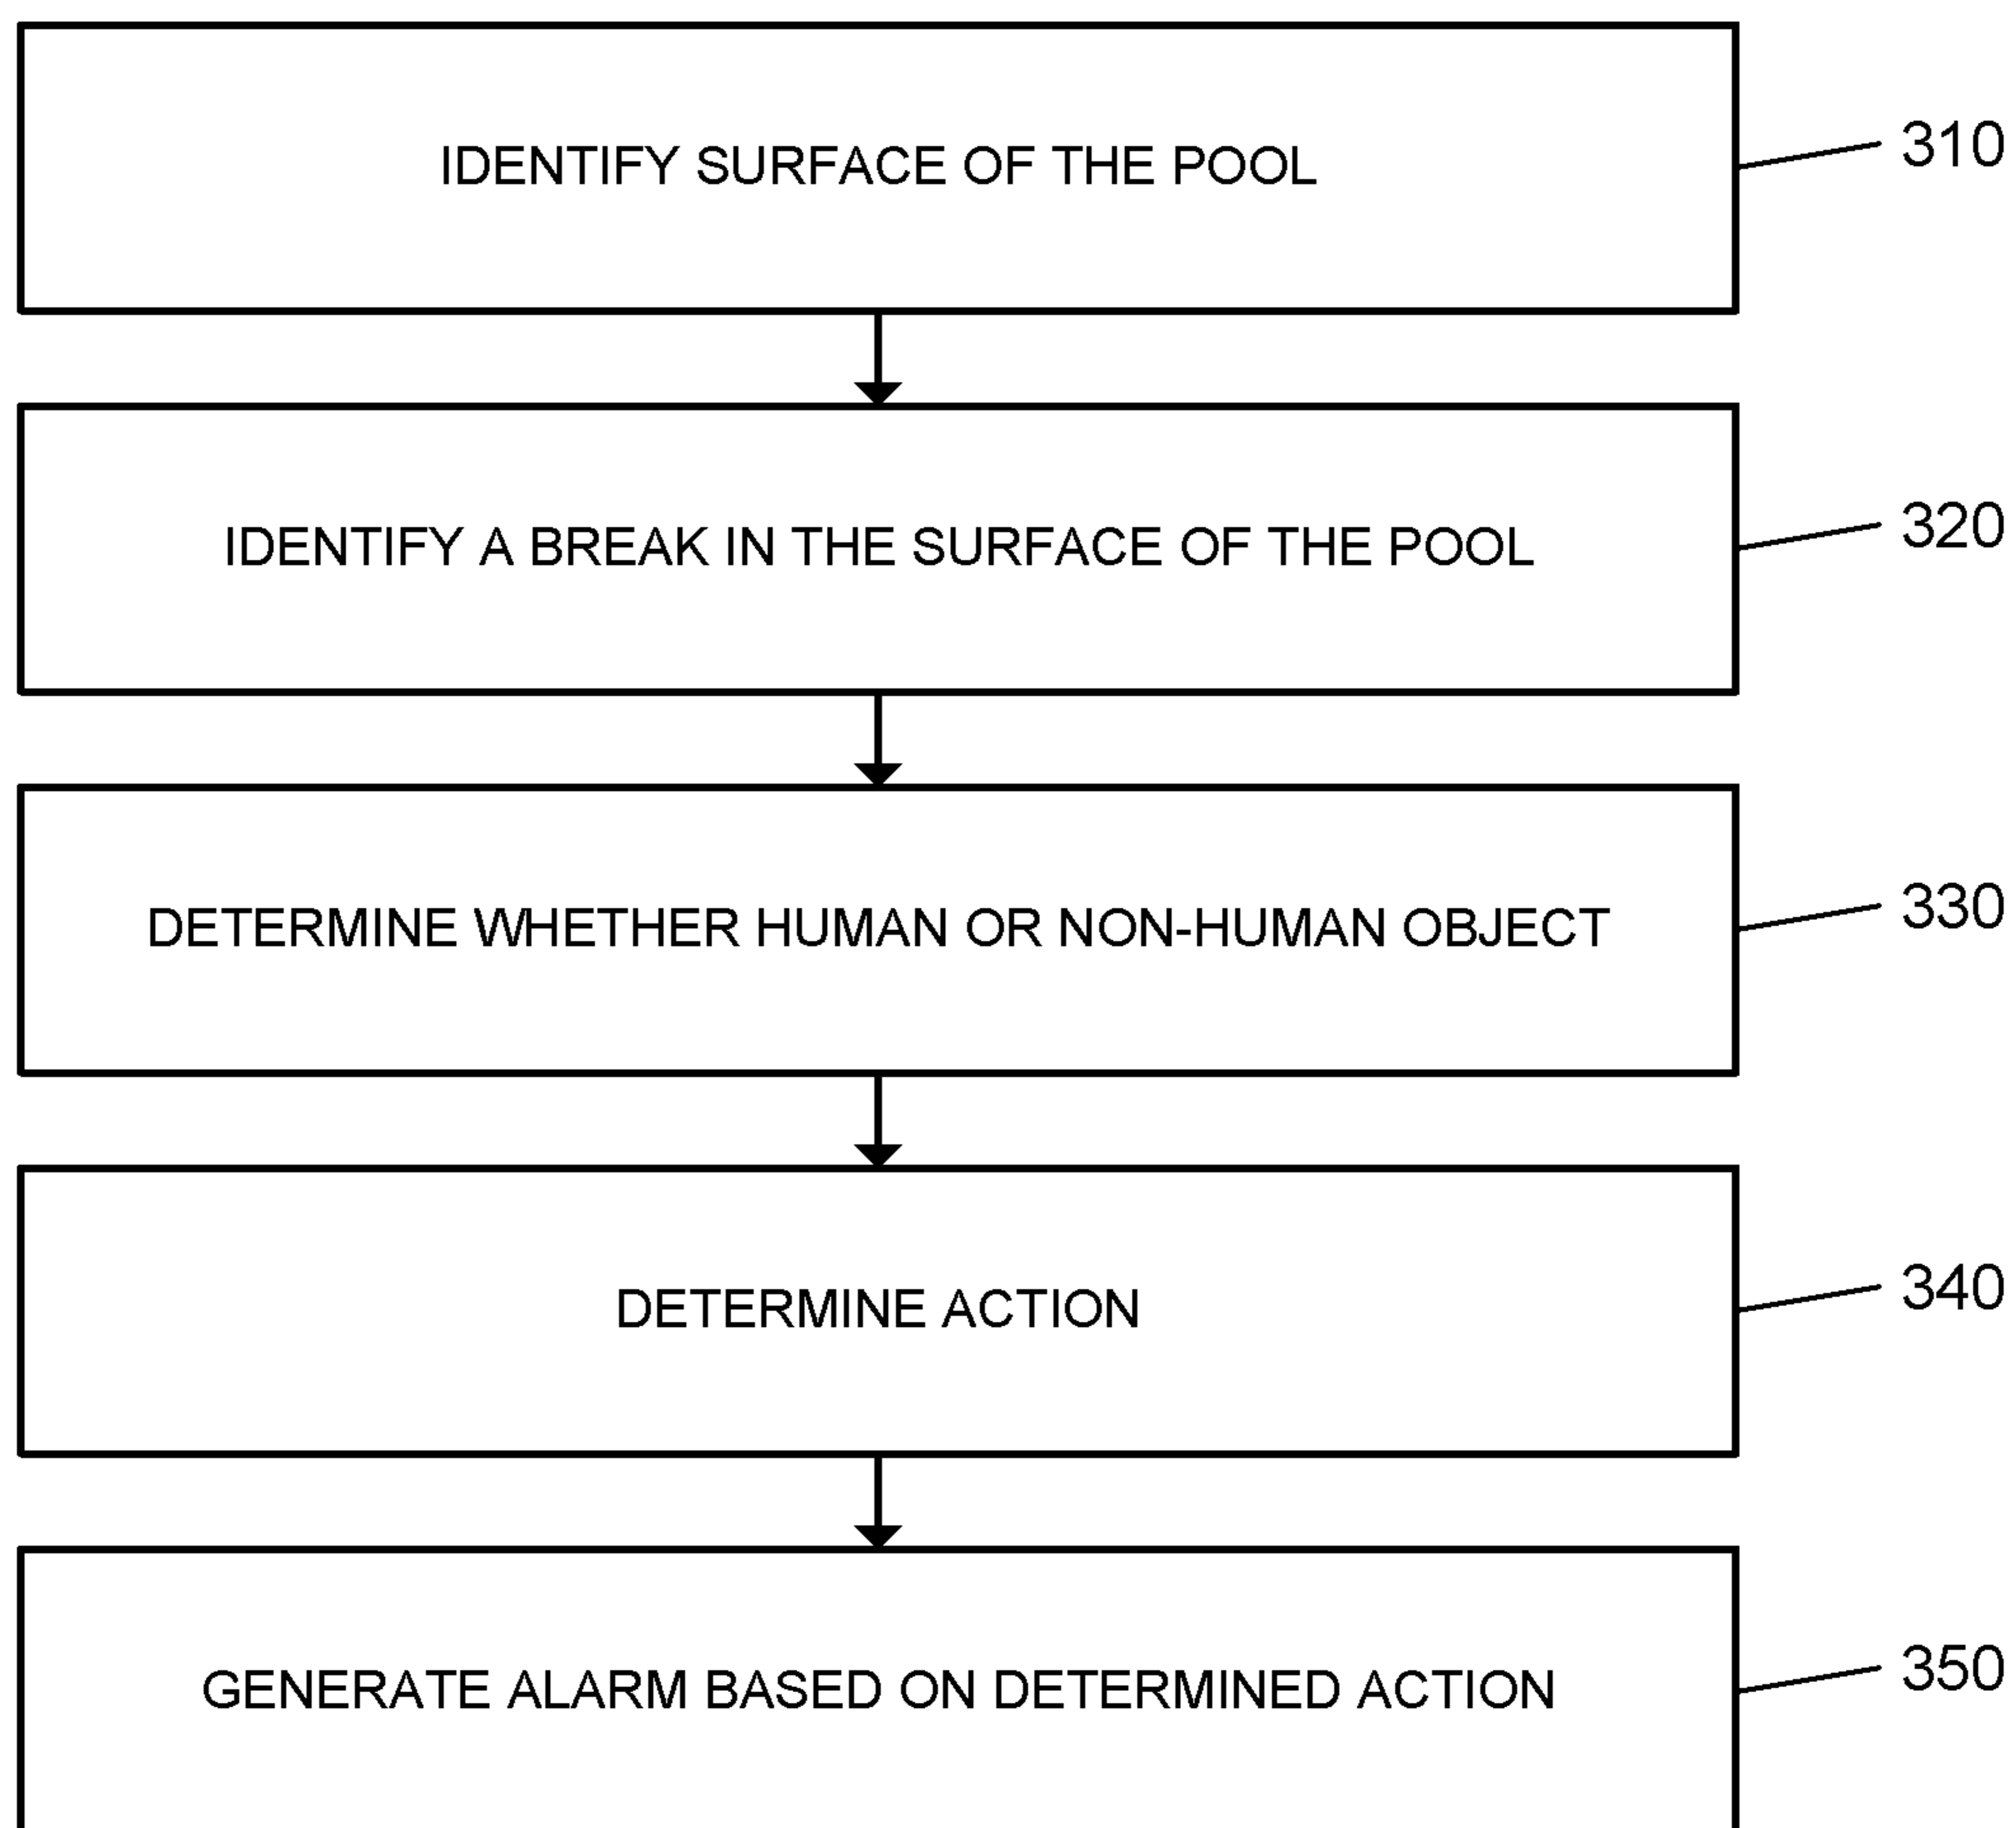 IDENTIFY SURFACE OF THE POOL
310
IDENTIFY A BREAK IN THE SURFACE OF THE POOL
320
DETERMINE WHETHER HUMAN OR NON-HUMAN OBJECT
330
DETERMINE ACTION
340
GENERATE ALARM BASED ON DETERMINED ACTION
350